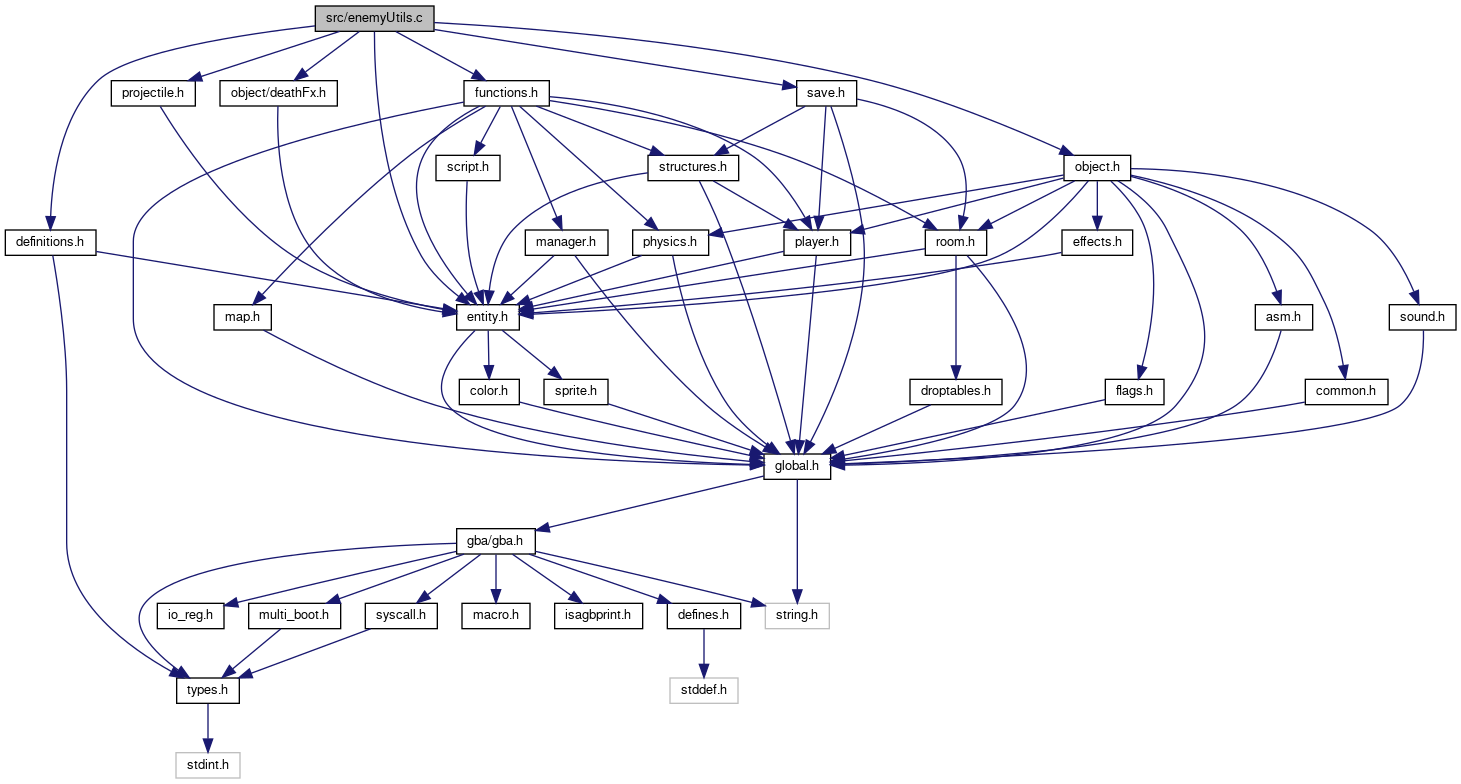 src/enemyUtils.c
projectile.h
object/deathFx.h
functions.h
save.h
script.h
structures.h
object.h
definitions.h
manager.h
physics.h
player.h
room.h
effects.h
map.h
entity.h
asm.h
sound.h
color.h
sprite.h
droptables.h
flags.h
common.h
global.h
gba/gba.h
io_reg.h
multi_boot.h
syscall.h
macro.h
isagbprint.h
defines.h
string.h
types.h
stddef.h
stdint.h